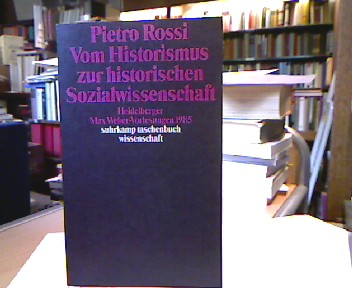 Pietro Rossi
Vom Historismus
zur historischen
Sozialwissenschaft
Heidelberger
Max Weber-Vorlesungen 1985
suhrkamp taschenbuch
wissenschaft